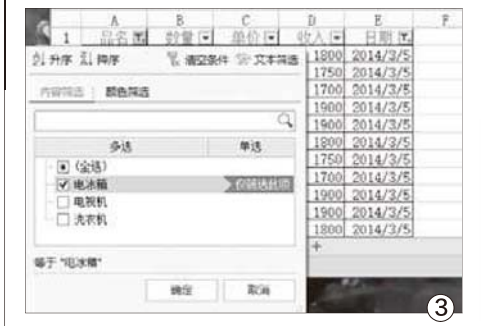 A B C D E F
1 品名 数量 单价 收入 日期
升序 降序 清空条件 文本筛选 1800 2014/3/5
1750 2014/3/5
内容筛选 颜色筛选 1700 2014/3/5
1900 2014/3/5
1900 2014/3/5
多选 单选 1800 2014/3/5
(全选) 1750 2014/3/5
电冰箱 仅筛选此项 1700 2014/3/5
电视机 1900 2014/3/5
洗衣机 1900 2014/3/5
1800 2014/3/5
+
等于 "电冰箱"
确定 取消
③